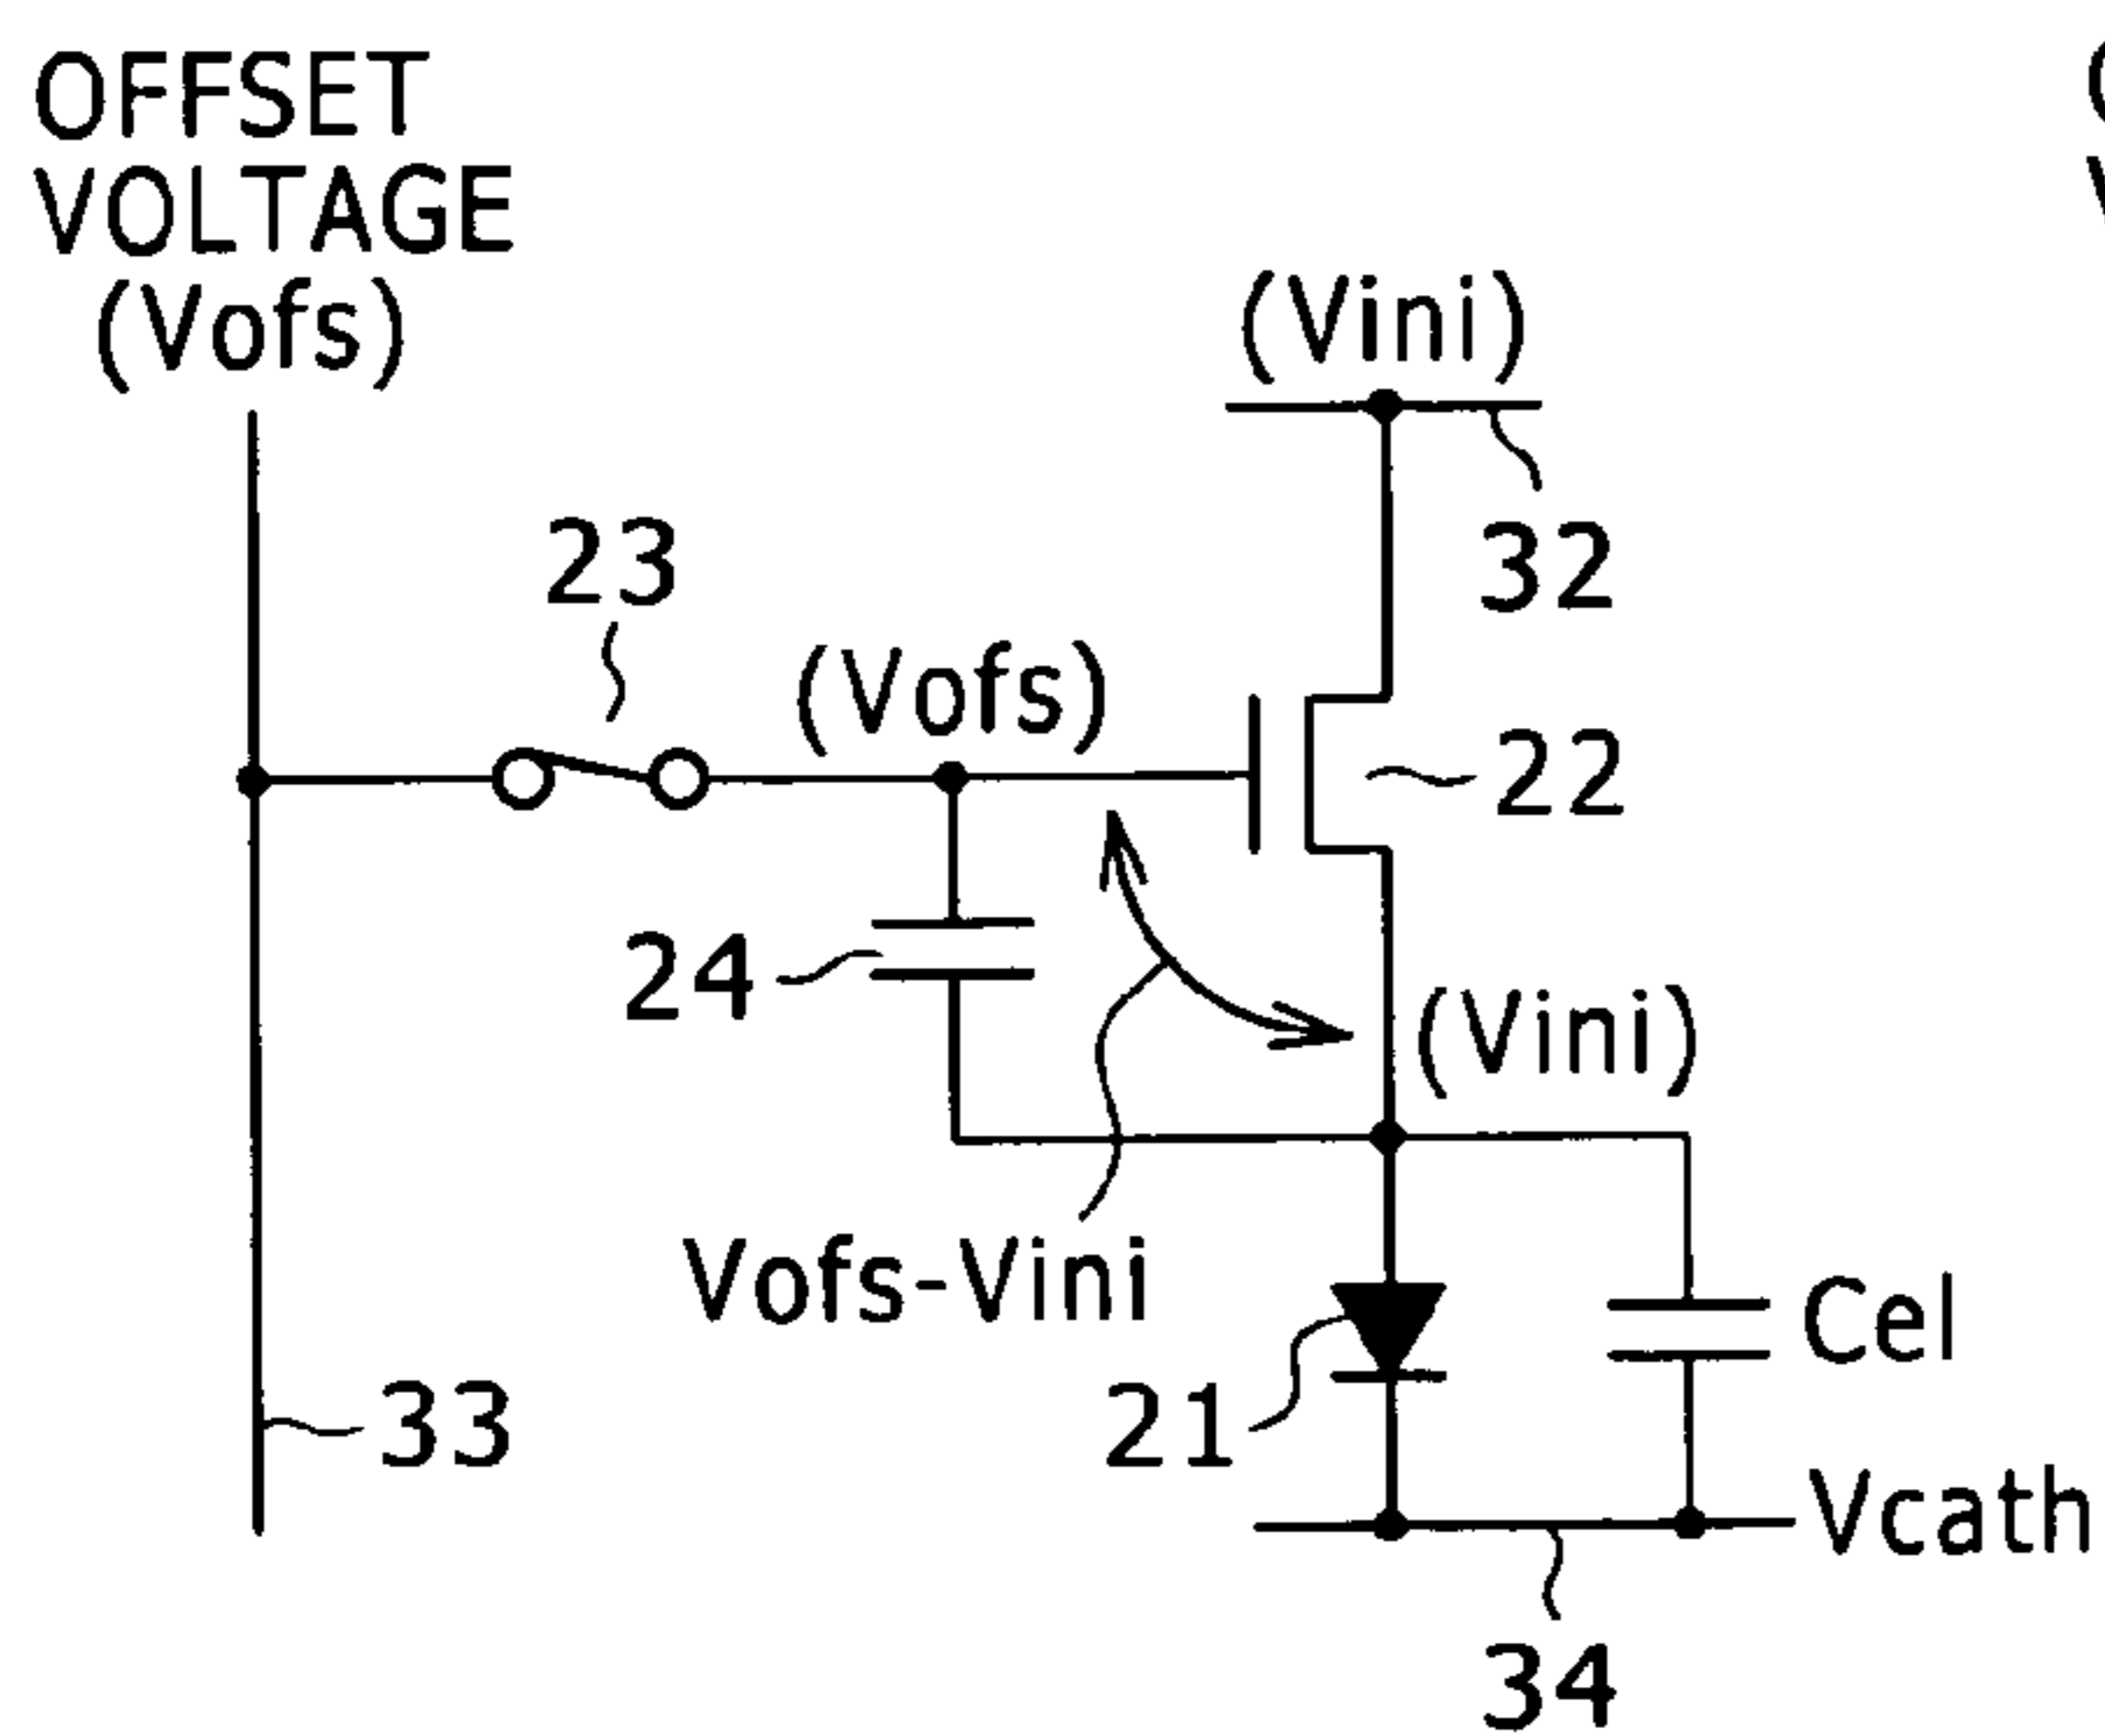 OFFSET
VOLTAGE
(Vofs)
(Vini)
32
23
(Vofs)
22
24
(Vini)
Vofs-Vini
Cel
21
33
Vcath
34